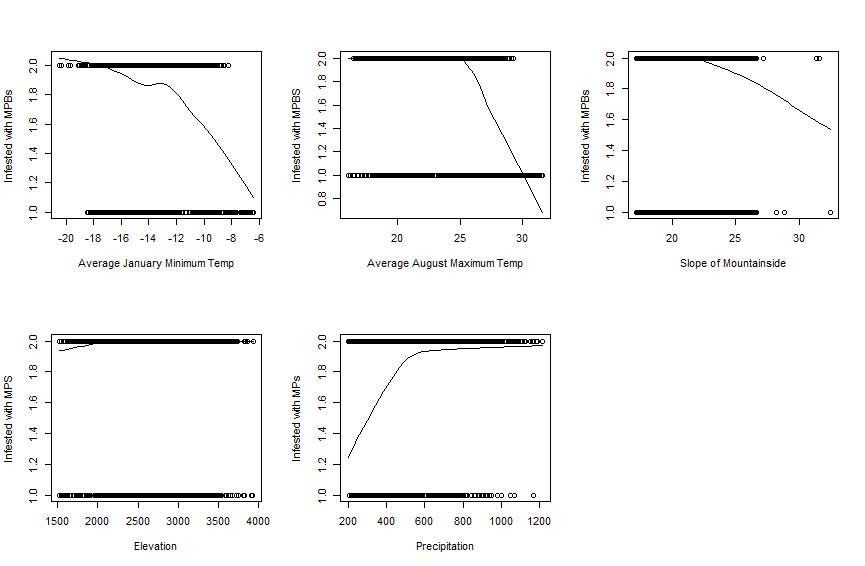 Infested with MPBS
1.0 1.2 1.4 1.6 1.8 2.0
-20 -18 -16 -14 -12 -10 -8 -6
Average January Minimum Temp
Infested with MPBS
0.8 1.0 1.2 1.4 1.6 1.8 2.0
20 25 30
Average August Maximum Temp
Infested with MPBs
1.0 1.2 1.4 1.6 1.8 2.0
20 25 30
Slope of Mountainside
Infested with MPS
1.0 1.2 1.4 1.6 1.8 2.0
1500 2000 2500 3000 3500 4000
Elevation
Infested with MPs
1.0 1.2 1.4 1.6 1.8 2.0
200 400 600 800 1000 1200
Precipitation